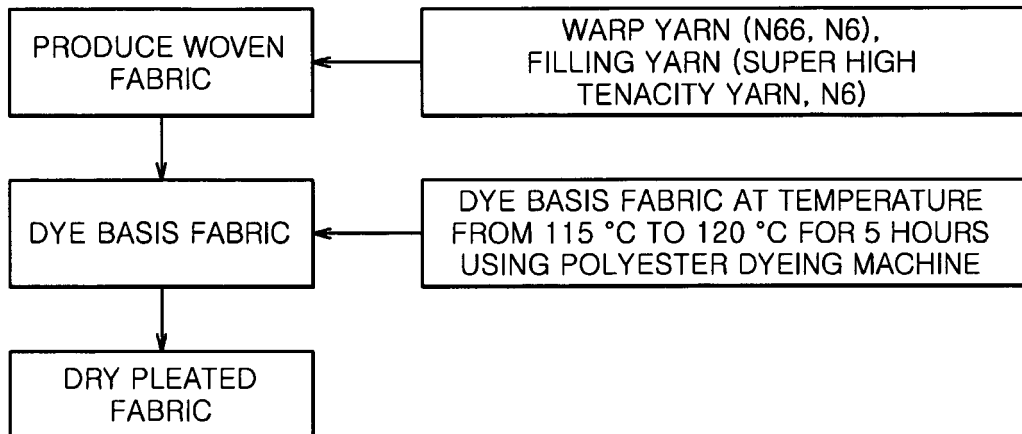 PRODUCE WOVEN
FABRIC
WARP YARN (N66, N6),
FILLING YARN (SUPER HIGH
TENACITY YARN, N6)
DYE BASIS FABRIC
DYE BASIS FABRIC AT TEMPERATURE
FROM 115 °C TO 120 °C FOR 5 HOURS
USING POLYESTER DYEING MACHINE
DRY PLEATED
FABRIC